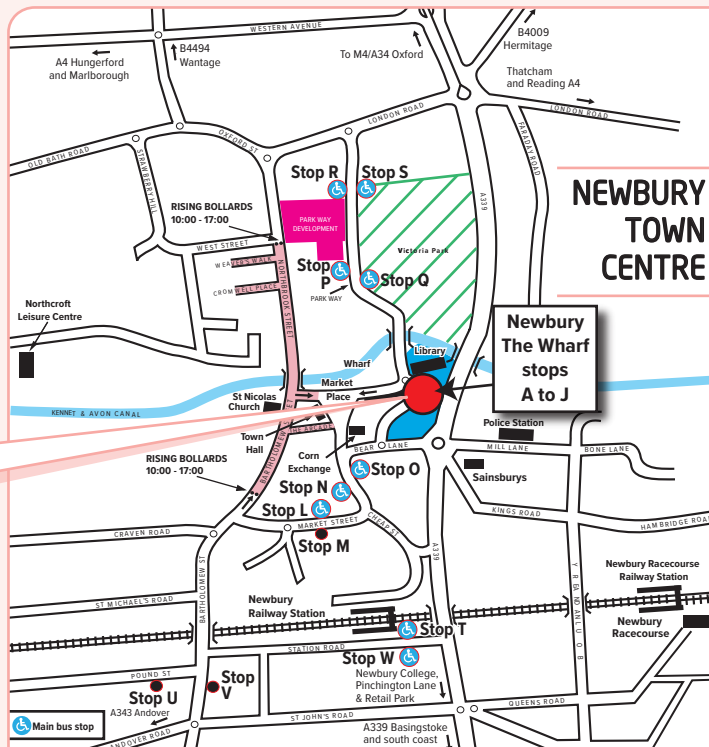 WESTERN AVENUE
B4009
Hermitage
B4494
Wantage
A4 Hungerford
and Marlborough
To M4/A34 Oxford
Thatcham
and Reading A4
LONDON ROAD
LONDON ROAD
OXFORD ST
OLD BATH ROAD
STRAWBERRY HILL
FARADAY ROAD
A339
NEWBURY
TOWN
CENTRE
Stop R
Stop S
RISING BOLLARDS
10:00 - 17:00
PARK WAY
DEVELOPMENT
WEST STREET
WEAVER'S WALK
CROMWELL PLACE
NORTHBROOK STREET
Victoria Park
Stop
P
Stop Q
PARK WAY
Northcroft
Leisure Centre
Newbury
The Wharf
stops
A to J
Library
Wharf
Market
Place
St Nicolas
Church
KENNET & AVON CANAL
Town
Hall
THE ARCADE
Corn
Exchange
BEAR LANE
Police Station
MILL LANE
BONE LANE
RISING BOLLARDS
10:00 - 17:00
Stop O
Sainsburys
Stop N
Stop L
KINGS ROAD
HAMBRIDGE ROAD
MARKET STREET
CHEAP ST
Stop M
CRAVEN ROAD
BARTHOLOMEW ST
A339
Newbury Racecourse
Railway Station
ST MICHAEL'S ROAD
Newbury
Railway Station
Newbury
Racecourse
Stop T
STATION ROAD
Stop W
POUND ST
Stop
V
Newbury College,
Pinchington Lane
& Retail Park
Stop U
A343 Andover
QUEENS ROAD
ST JOHN'S ROAD
Main bus stop
ANDOVER ROAD
A339 Basingstoke
and south coast